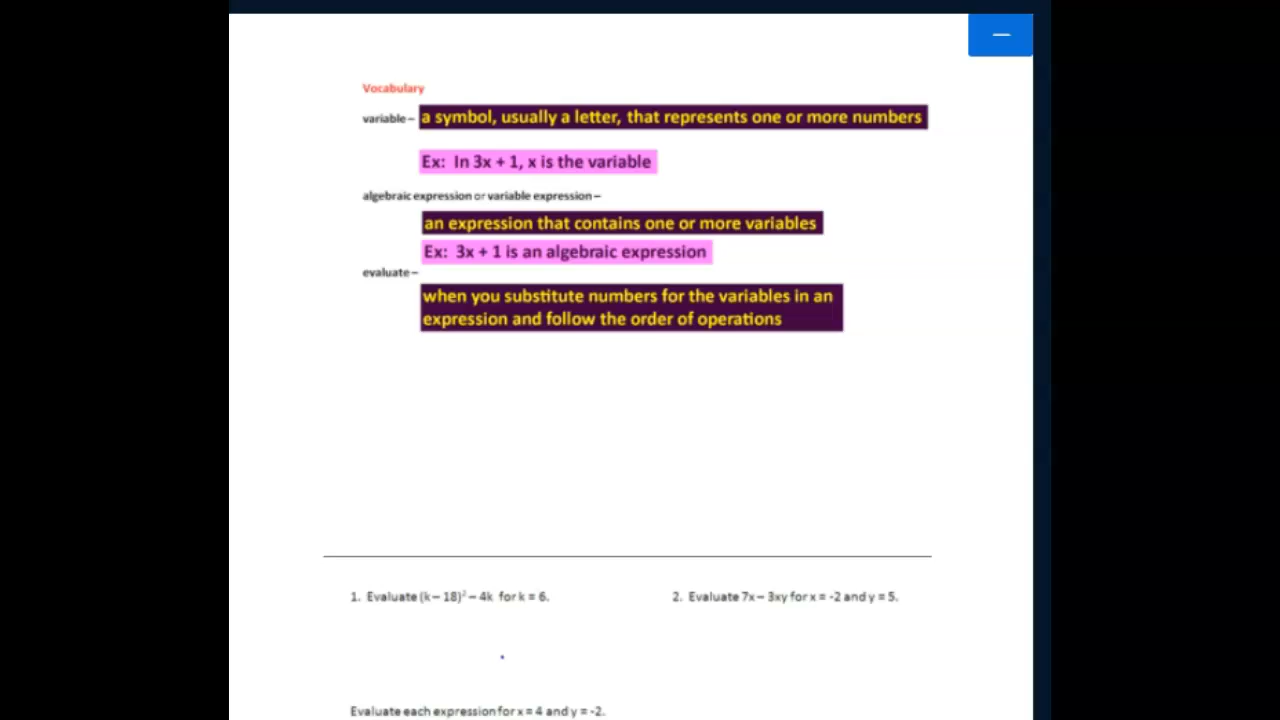 Vocabulary
variable – a symbol, usually a letter, that represents one or more numbers
Ex: In 3x + 1, x is the variable
algebraic expression or variable expression –
an expression that contains one or more variables
Ex: 3x + 1 is an algebraic expression
evaluate –
when you substitute numbers for the variables in an
expression and follow the order of operations
1. Evaluate (k – 18)² – 4k for k = 6.
2. Evaluate 7x – 3xy for x = -2 and y = 5.
Evaluate each expression for x = 4 and y = -2.